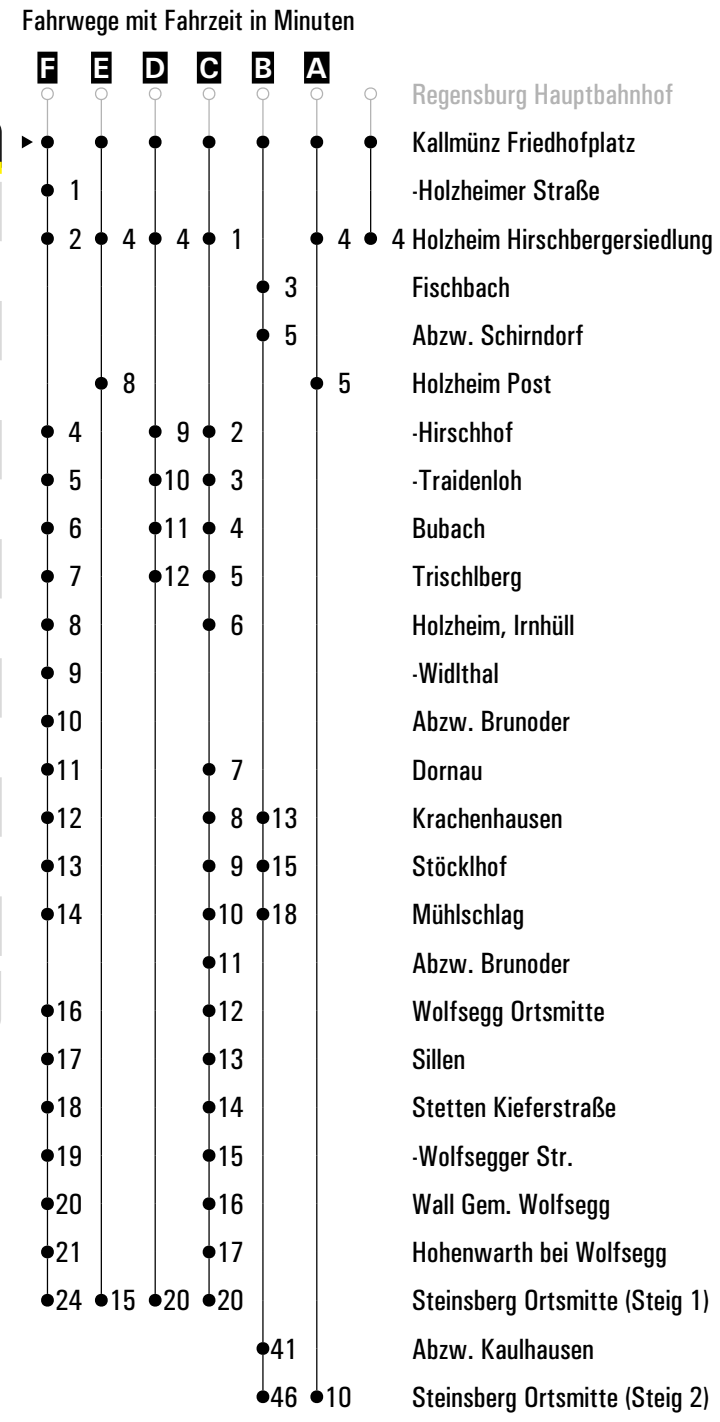 Fahrwege mit Fahrzeit in Minuten
F E D C B A
Regensburg Hauptbahnhof
Kallmünz Friedhofplatz
1 -Holzheimer Straße
2 4 4 1 4 4 Holzheim Hirschbergersiedlung
3 Fischbach
5 Abzw. Schirndorf
8 5 Holzheim Post
4 9 2 -Hirschhof
5 10 3 -Traidenloh
6 11 4 Bubach
7 12 5 Trischlberg
8 6 Holzheim, Irnhüll
9 -Widlthal
10 Abzw. Brunoder
11 7 Dornau
12 8 13 Krachenhausen
13 9 15 Stöcklhof
14 10 18 Mühlschlag
11 Abzw. Brunoder
16 12 Wolfsegg Ortsmitte
17 13 Sillen
18 14 Stetten Kieferstraße
19 15 -Wolfsegger Str.
20 16 Wall Gem. Wolfsegg
21 17 Hohenwarth bei Wolfsegg
24 15 20 20 Steinsberg Ortsmitte (Steig 1)
41 Abzw. Kaulhausen
46 10 Steinsberg Ortsmitte (Steig 2)